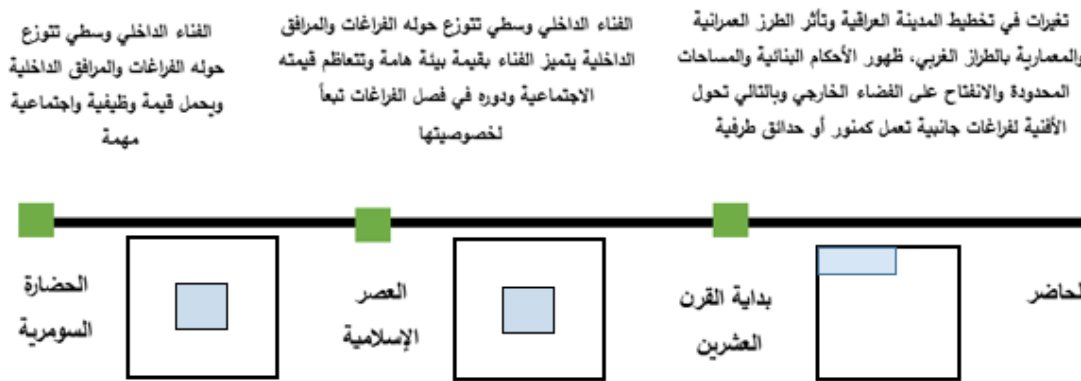 تغيرات في تخطيط المدينة العراقية وتأثر الطرز العمرانية
والمعمارية بالطراز الغربي، ظهور الأحكام البنائية والمساحات
المحدودة والانفتاح على الفضاء الخارجي وبالتالي تحول
الأفنية لفراغات جانبية تعمل كمنور أو حدائق طرفية
الفناء الداخلي وسطي تتوزع حوله الفراغات والمرافق
الداخلية يتميز الفناء بقيمة بيئة هامة وتتعاظم قيمته
الاجتماعية ودوره في فصل الفراغات تبعاً
لخصوصيتها
الفناء الداخلي وسطي تتوزع
حوله الفراغات والمرافق الداخلية
ويحمل قيمة وظيفية واجتماعية
مهمة
الحاضر
بداية القرن
العشرين
العصر
الإسلامية
الحضارة
السومرية